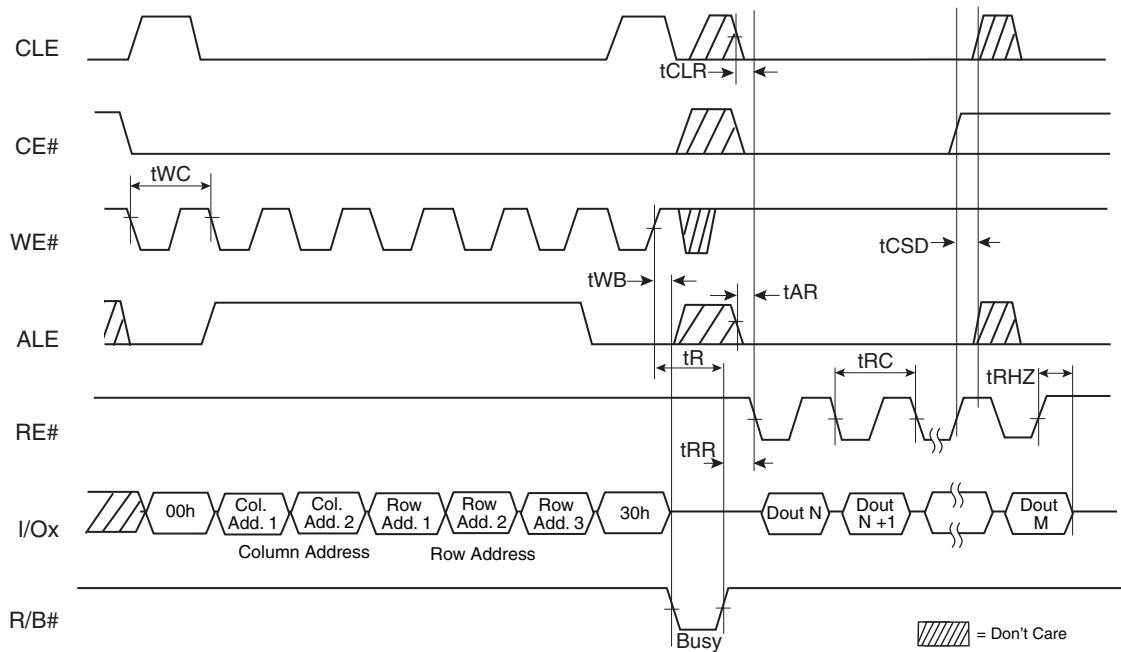 CLE
tCLR
CE#
tWC
WE#
tCSD
tWB
tAR
ALE
tR
tRC
tRHZ
RE#
tRR
I/Ox
00h
Col.
Add. 1
Col.
Add. 2
Row
Add. 1
Row
Add. 2
Row
Add. 3
30h
Dout N
Dout
N +1
Dout
M
Column Address
Row Address
R/B#
Busy
= Don't Care